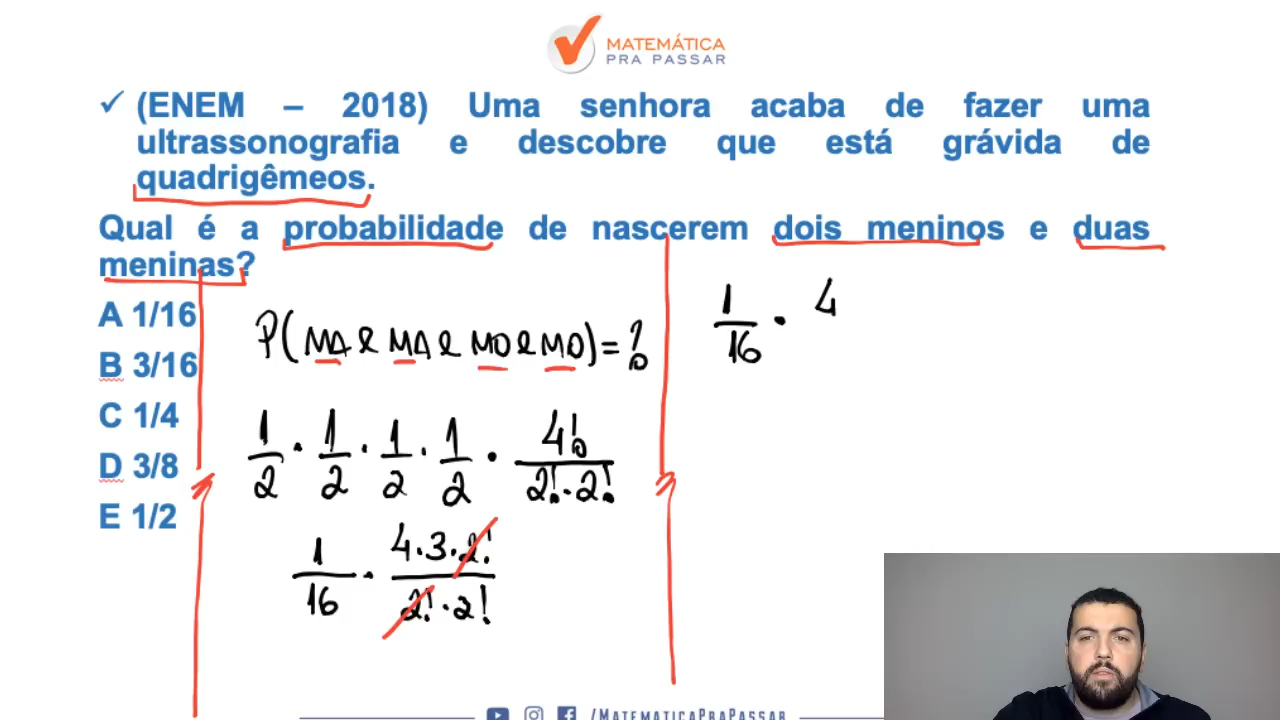 MATEMÁTICA
PRA PASSAR
✓ (ENEM – 2018) Uma senhora acaba de fazer uma
ultrassonografia e descobre que está grávida de
quadrigêmeos.
Qual é a probabilidade de nascerem dois meninos e duas
meninas?
A 1/16
B 3/16
C 1/4
D 3/8
E 1/2
P(MA e MA e MO e MO) = ?
1/2 · 1/2 · 1/2 · 1/2 · 4!/2!·2!
1/16 · 4·3·2!/2!·2!
1/16 · 4
/MATEMATICAPRAPASSAR